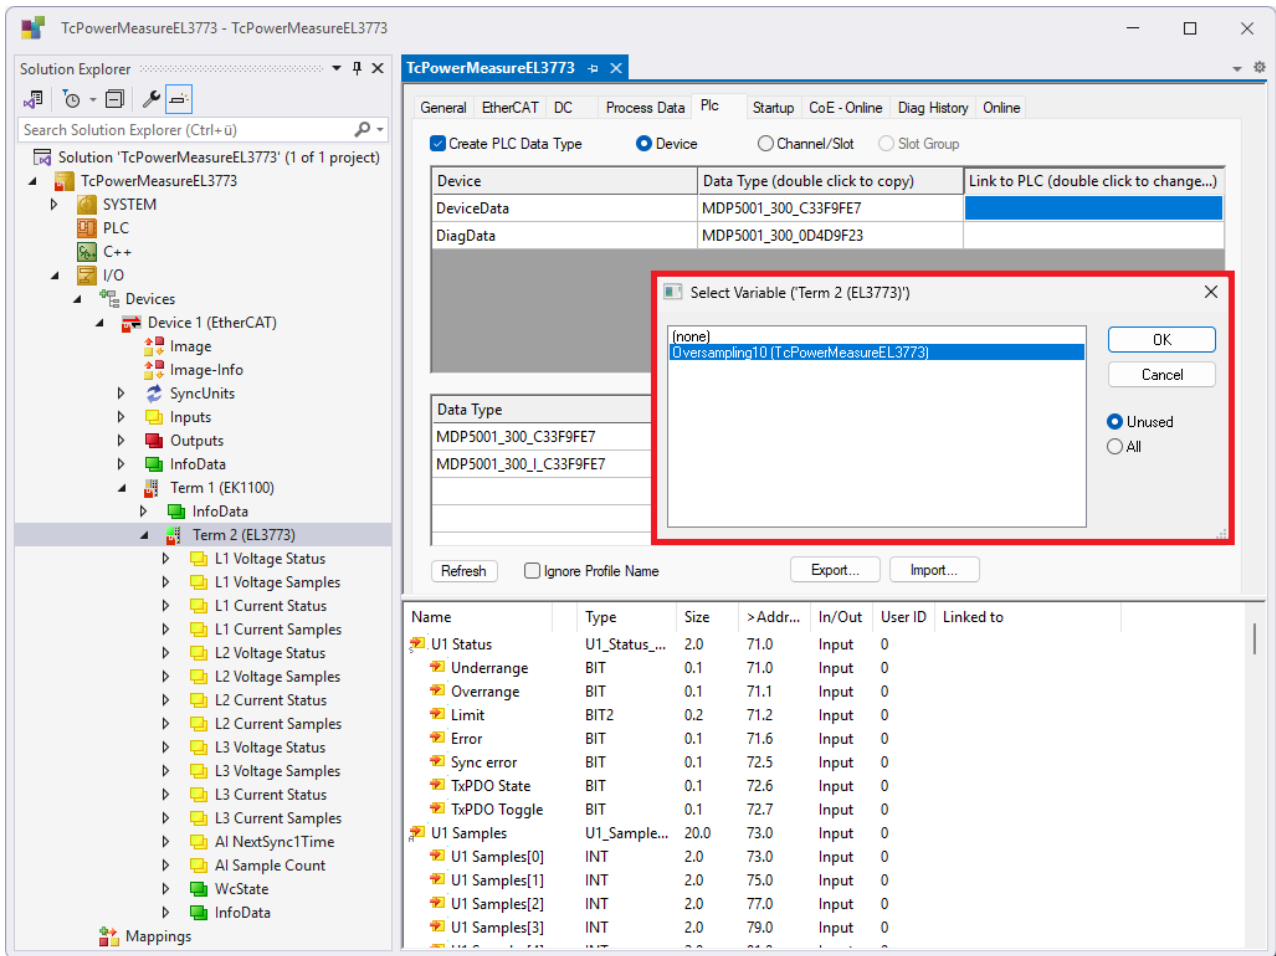 TcPowerMeasureEL3773 - TcPowerMeasureEL3773
Solution Explorer
Search Solution Explorer (Ctrl+ü)
Solution 'TcPowerMeasureEL3773' (1 of 1 project)
TcPowerMeasureEL3773
SYSTEM
PLC
C++
I/O
Devices
Device 1 (EtherCAT)
Image
Image-Info
SyncUnits
Inputs
Outputs
InfoData
Term 1 (EK1100)
InfoData
Term 2 (EL3773)
L1 Voltage Status
L1 Voltage Samples
L1 Current Status
L1 Current Samples
L2 Voltage Status
L2 Voltage Samples
L2 Current Status
L2 Current Samples
L3 Voltage Status
L3 Voltage Samples
L3 Current Status
L3 Current Samples
AI NextSync1Time
AI Sample Count
WcState
InfoData
Mappings
TcPowerMeasureEL3773
General EtherCAT DC Process Data Plc Startup CoE - Online Diag History Online
Create PLC Data Type Device Channel/Slot Slot Group
Device Data Type (double click to copy) Link to PLC (double click to change...)
DeviceData MDP5001_300_C33F9FE7
DiagData MDP5001_300_0D4D9F23
Select Variable ('Term 2 (EL3773)')
(none)
Oversampling10 (TcPowerMeasureEL3773)
OK
Cancel
Unused
All
Data Type
MDP5001_300_C33F9FE7
MDP5001_300_I_C33F9FE7
Refresh Ignore Profile Name Export... Import...
Name Type Size >Addr... In/Out User ID Linked to
U1 Status U1_Status_... 2.0 71.0 Input 0
Underrange BIT 0.1 71.0 Input 0
Overrange BIT 0.1 71.1 Input 0
Limit BIT2 0.2 71.2 Input 0
Error BIT 0.1 71.6 Input 0
Sync error BIT 0.1 72.5 Input 0
TxPDO State BIT 0.1 72.6 Input 0
TxPDO Toggle BIT 0.1 72.7 Input 0
U1 Samples U1_Sample... 20.0 73.0 Input 0
U1 Samples[0] INT 2.0 73.0 Input 0
U1 Samples[1] INT 2.0 75.0 Input 0
U1 Samples[2] INT 2.0 77.0 Input 0
U1 Samples[3] INT 2.0 79.0 Input 0